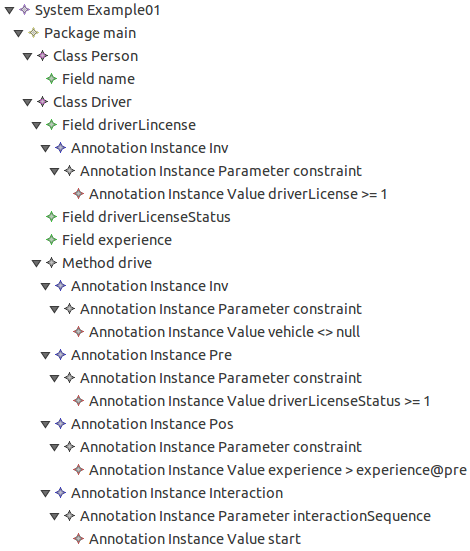 System Example01
Package main
Class Person
Field name
Class Driver
Field driverLincense
Annotation Instance Inv
Annotation Instance Parameter constraint
Annotation Instance Value driverLicense >= 1
Field driverLicenseStatus
Field experience
Method drive
Annotation Instance Inv
Annotation Instance Parameter constraint
Annotation Instance Value vehicle <> null
Annotation Instance Pre
Annotation Instance Parameter constraint
Annotation Instance Value driverLicenseStatus >= 1
Annotation Instance Pos
Annotation Instance Parameter constraint
Annotation Instance Value experience > experience@pre
Annotation Instance Interaction
Annotation Instance Parameter interactionSequence
Annotation Instance Value start